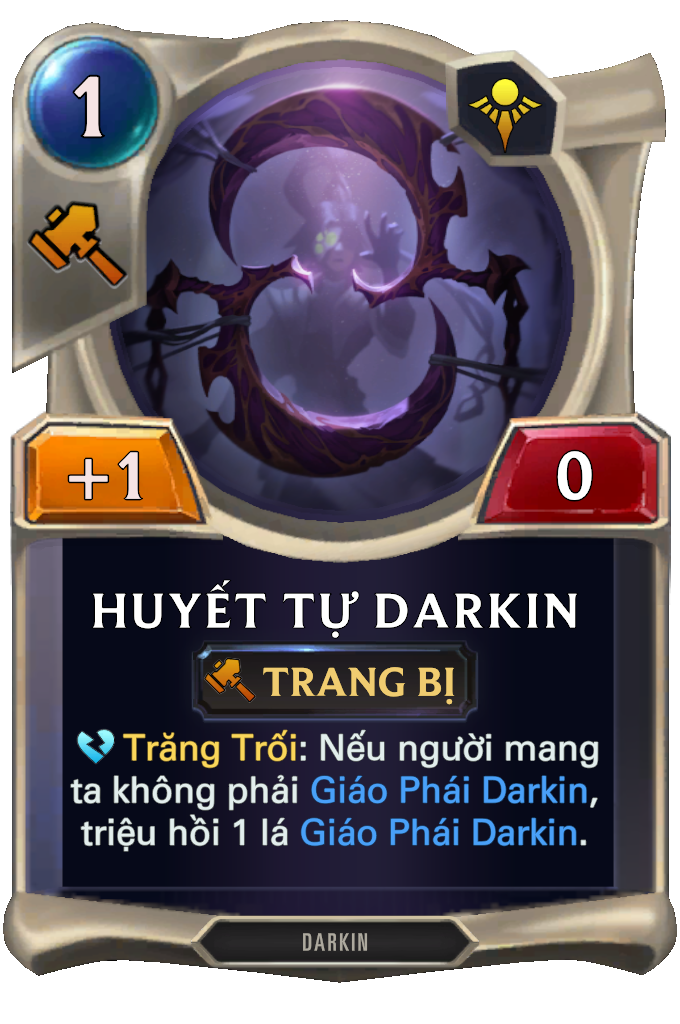 1
+1
0
HUYẾT TỰ DARKIN
TRANG BỊ
Trăng Trối: Nếu người mang
ta không phải Giáo Phái Darkin,
triệu hồi 1 lá Giáo Phái Darkin.
DARKIN